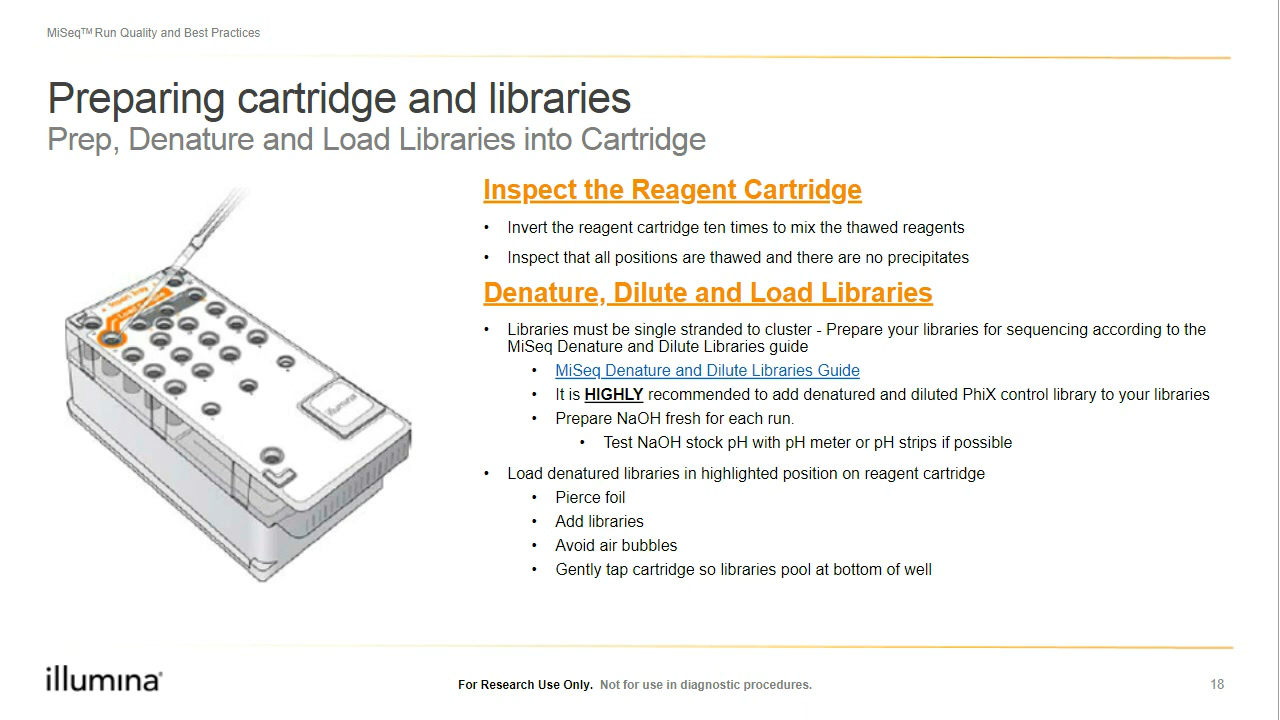 MiSeq™ Run Quality and Best Practices
Preparing cartridge and libraries
Prep, Denature and Load Libraries into Cartridge
Inspect the Reagent Cartridge
• Invert the reagent cartridge ten times to mix the thawed reagents
• Inspect that all positions are thawed and there are no precipitates
Denature, Dilute and Load Libraries
• Libraries must be single stranded to cluster - Prepare your libraries for sequencing according to the
MiSeq Denature and Dilute Libraries guide
• MiSeq Denature and Dilute Libraries Guide
• It is HIGHLY recommended to add denatured and diluted PhiX control library to your libraries
• Prepare NaOH fresh for each run.
• Test NaOH stock pH with pH meter or pH strips if possible
• Load denatured libraries in highlighted position on reagent cartridge
• Pierce foil
• Add libraries
• Avoid air bubbles
• Gently tap cartridge so libraries pool at bottom of well
illumina
illumina®
For Research Use Only. Not for use in diagnostic procedures.
18